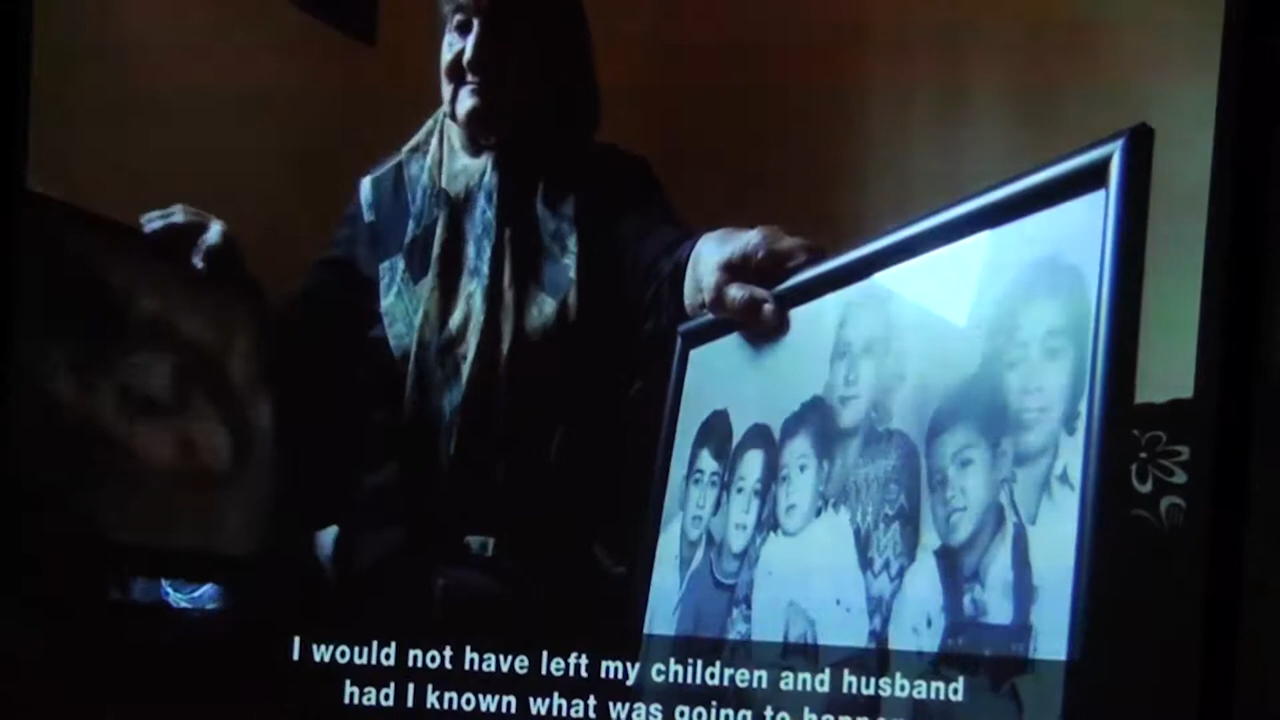 I would not have left my children and husband
had I known what was going to